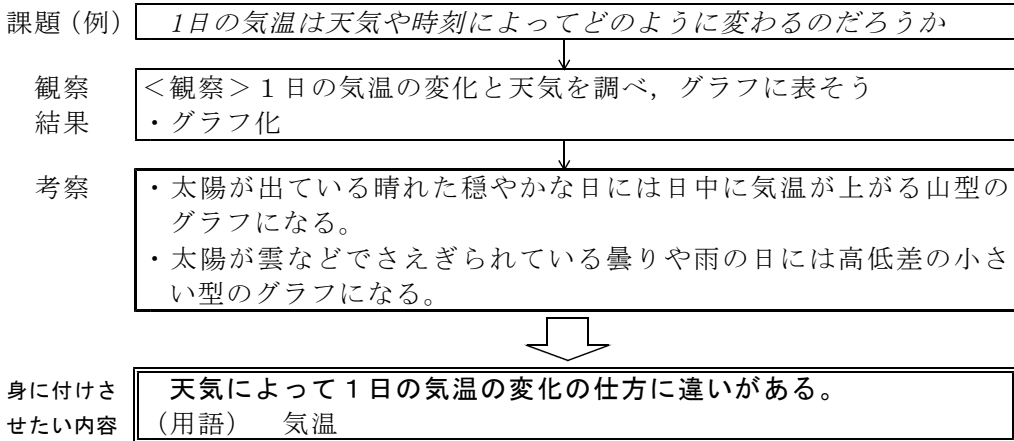 課題（例） 1日の気温は天気や時刻によってどのように変わるのだろうか
観察 ＜観察＞１日の気温の変化と天気を調べ，グラフに表そう
結果 ・グラフ化
考察 ・太陽が出ている晴れた穏やかな日には日中に気温が上がる山型の
グラフになる。
・太陽が雲などでさえぎられている曇りや雨の日には高低差の小さ
い型のグラフになる。
身に付けさ 天気によって１日の気温の変化の仕方に違いがある。
せたい内容 （用語） 気温